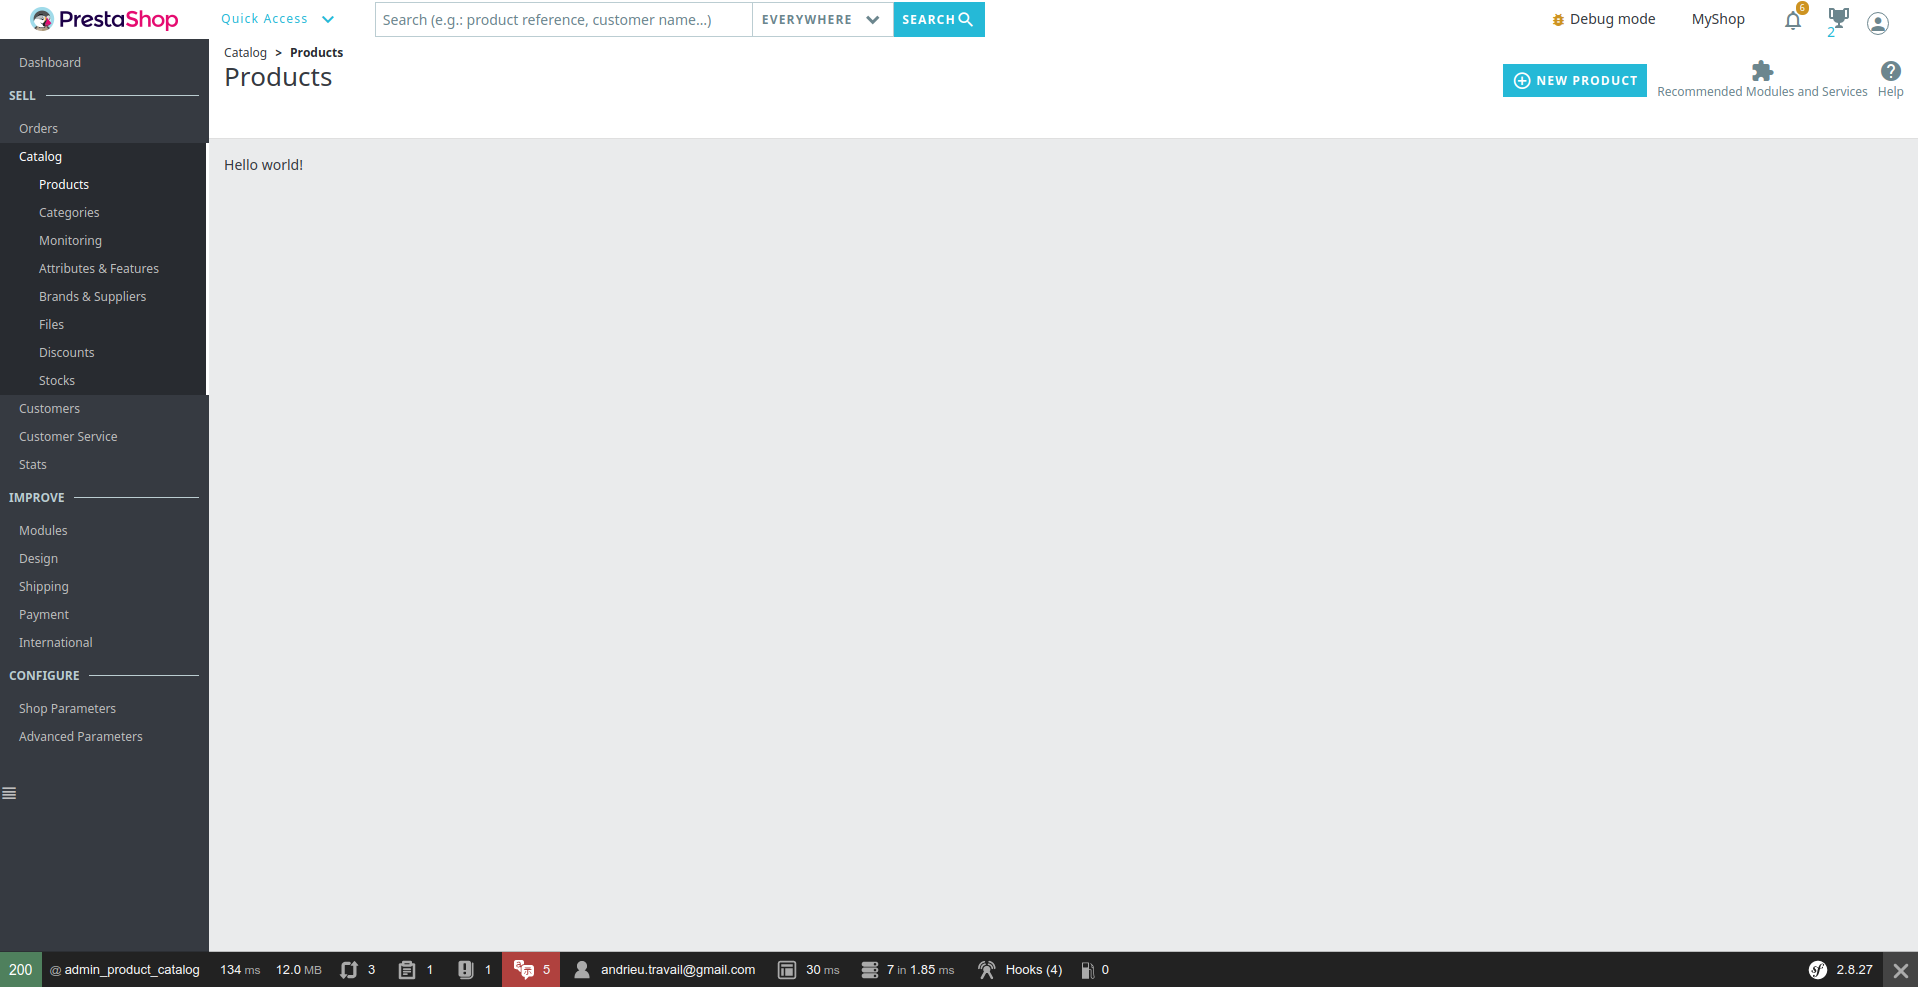 PrestaShop
Quick Access
Search (e.g.: product reference, customer name...)
EVERYWHERE
SEARCH
Debug mode
MyShop
6
2
Catalog > Products
Products
NEW PRODUCT
Recommended Modules and Services
Help
Dashboard
SELL
Orders
Catalog
Products
Categories
Monitoring
Attributes & Features
Brands & Suppliers
Files
Discounts
Stocks
Customers
Customer Service
Stats
IMPROVE
Modules
Design
Shipping
Payment
International
CONFIGURE
Shop Parameters
Advanced Parameters
Hello world!
200 @ admin_product_catalog 134 ms 12.0 MB 3 1 1 5 andrieu.travail@gmail.com 30 ms 7 in 1.85 ms Hooks (4) 0 sf 2.8.27